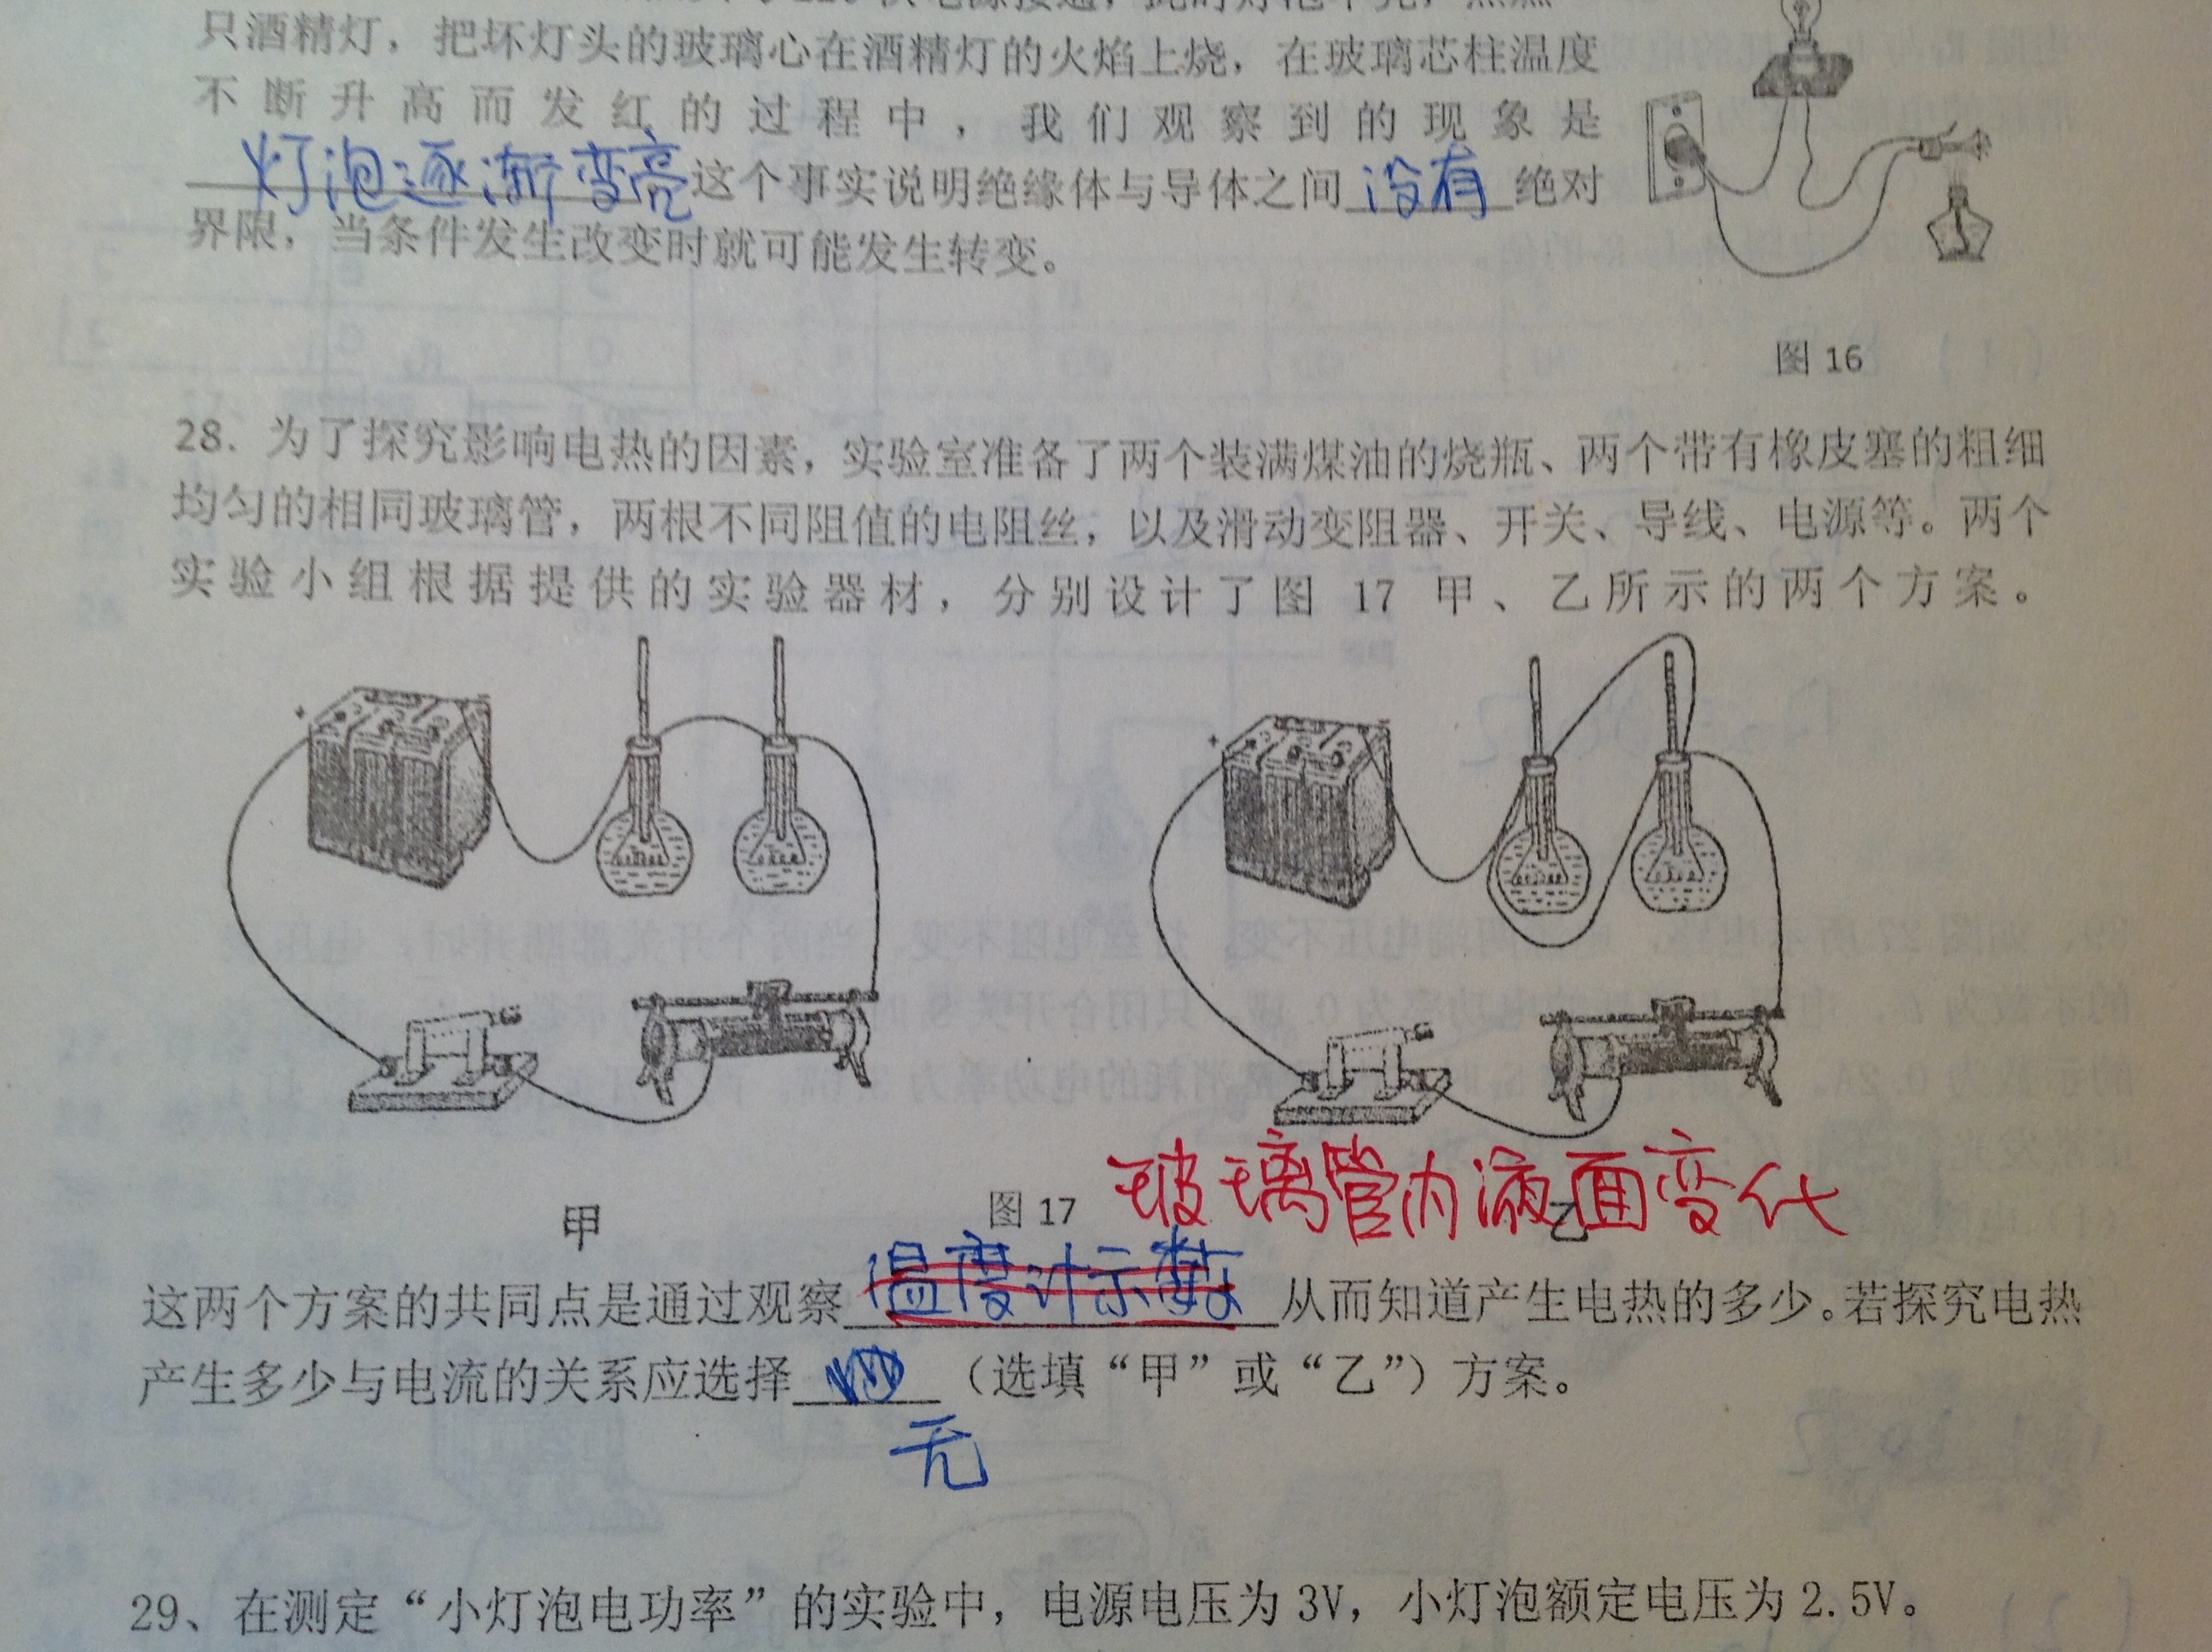 只酒精灯，把坏灯头的玻璃心在酒精灯的火焰上烧，在玻璃芯柱温度
不断升高而发红的过程中，我们观察到的现象是
灯泡逐渐变亮这个事实说明绝缘体与导体之间没有绝对
界限，当条件发生改变时就可能发生转变。
图16
28. 为了探究影响电热的因素，实验室准备了两个装满煤油的烧瓶、两个带有橡皮塞的粗细
均匀的相同玻璃管，两根不同阻值的电阻丝，以及滑动变阻器、开关、导线、电源等。两个
实验小组根据提供的实验器材，分别设计了图 17 甲、乙所示的两个方案。
甲
图17
乙
玻璃管内液面变化
这两个方案的共同点是通过观察温度计示数从而知道产生电热的多少。若探究电热
产生多少与电流的关系应选择（选填“甲”或“乙”）方案。
无
29、在测定“小灯泡电功率”的实验中，电源电压为 3V，小灯泡额定电压为 2.5V。